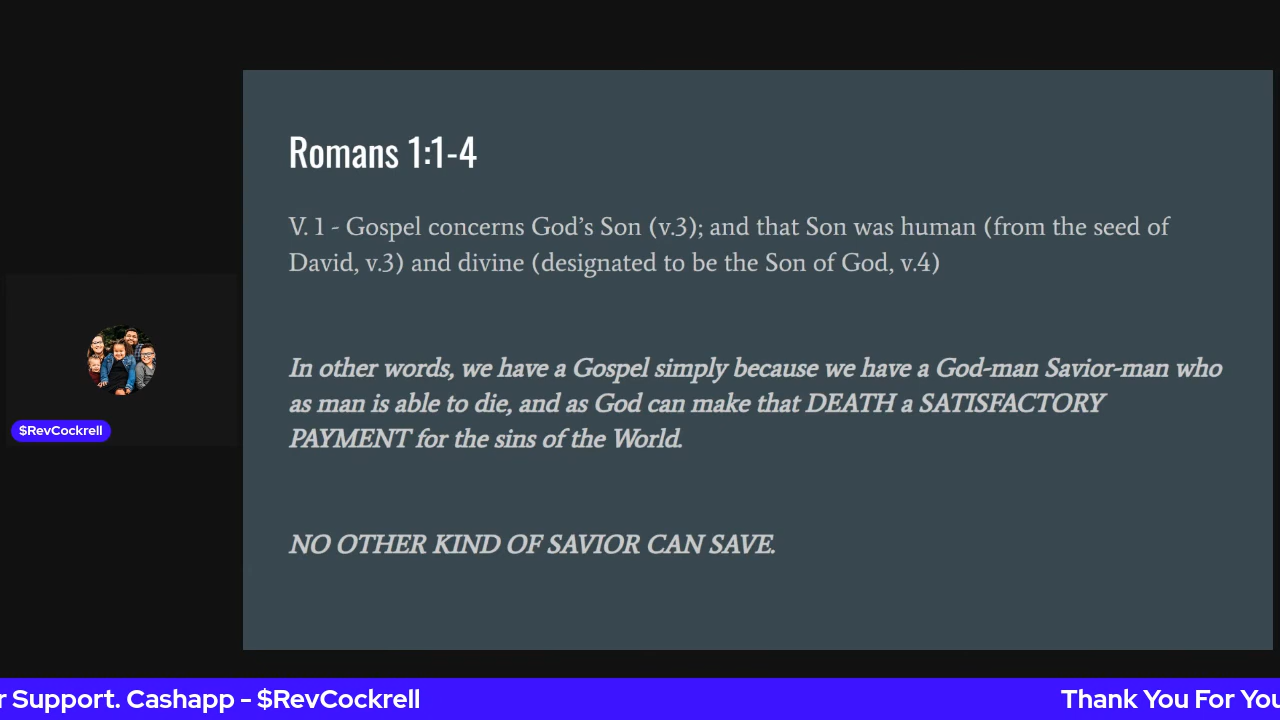 Romans 1:1-4
V. 1 - Gospel concerns God’s Son (v.3); and that Son was human (from the seed of
David, v.3) and divine (designated to be the Son of God, v.4)
In other words, we have a Gospel simply because we have a God-man Savior-man who
as man is able to die, and as God can make that DEATH a SATISFACTORY
PAYMENT for the sins of the World.
NO OTHER KIND OF SAVIOR CAN SAVE.
$RevCockrell
r Support. Cashapp - $RevCockrell
Thank You For You